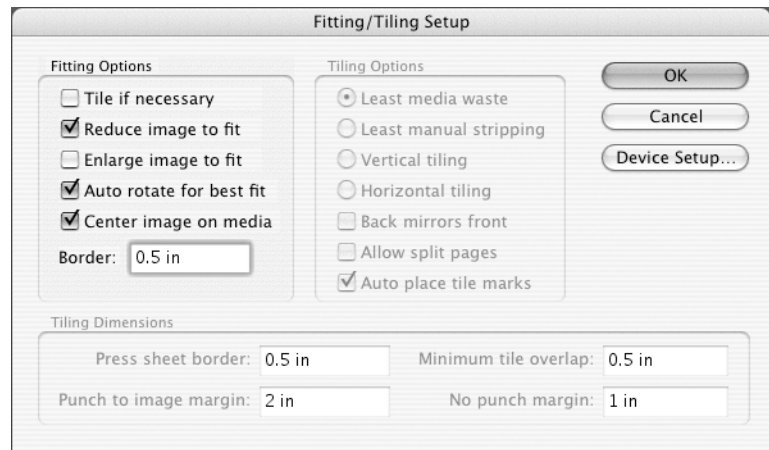 Fitting/Tiling Setup
Fitting Options
Tile if necessary
Reduce image to fit
Enlarge image to fit
Auto rotate for best fit
Center image on media
Border: 0.5 in
Tiling Options
Least media waste
Least manual stripping
Vertical tiling
Horizontal tiling
Back mirrors front
Allow split pages
Auto place tile marks
OK
Cancel
Device Setup...
Tiling Dimensions
Press sheet border: 0.5 in
Minimum tile overlap: 0.5 in
Punch to image margin: 2 in
No punch margin: 1 in